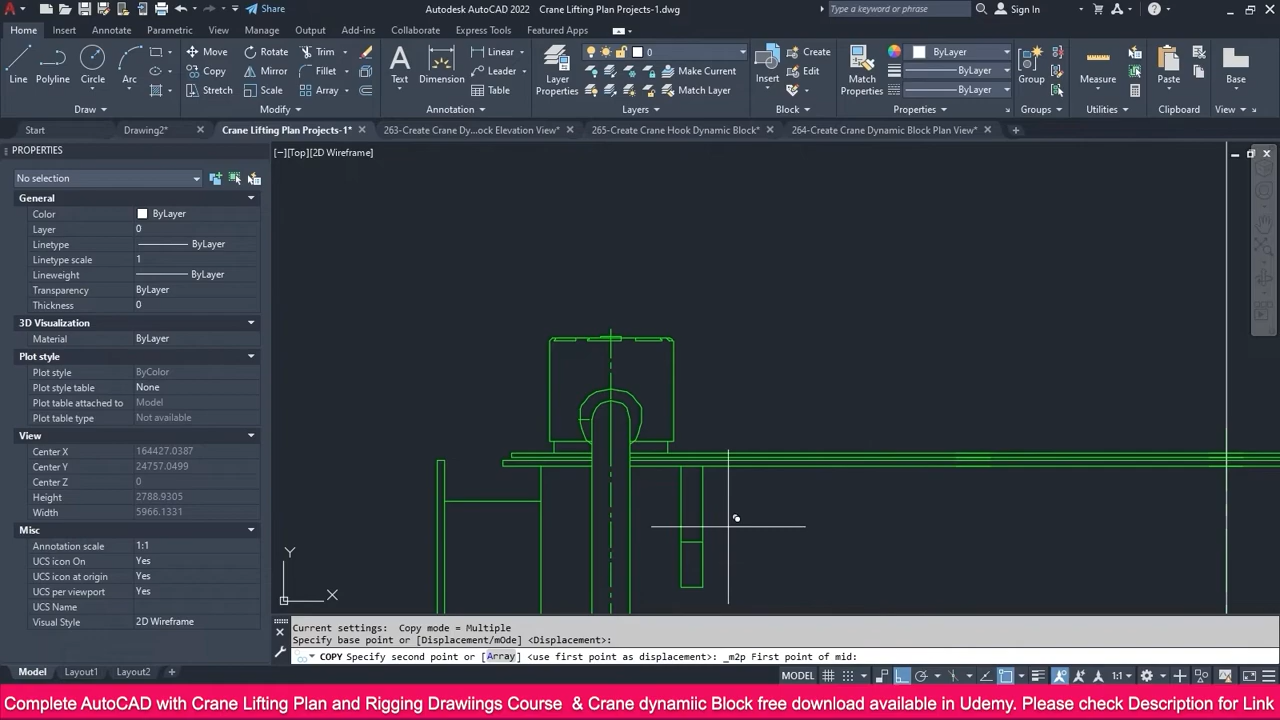 Share
Autodesk AutoCAD 2022
Crane Lifting Plan Projects-1.dwg
Type a keyword or phrase
Sign In
Home
Insert
Annotate
Parametric
View
Manage
Output
Add-ins
Collaborate
Express Tools
Featured Apps
Line
Polyline
Circle
Arc
Move
Rotate
Trim
Copy
Mirror
Fillet
Stretch
Scale
Array
Text
Dimension
Linear
Leader
Table
Layer
Properties
0
Make Current
Match Layer
Insert
Create
Edit
Match
Properties
ByLayer
ByLayer
ByLayer
Group
Measure
Paste
Base
Draw
Modify
Annotation
Layers
Block
Properties
Groups
Utilities
Clipboard
View
Start
Drawing2*
Crane Lifting Plan Projects-1*
263-Create Crane Dy...ock Elevation View*
265-Create Crane Hook Dynamic Block*
264-Create Crane Dynamic Block Plan View*
PROPERTIES
[−][Top][2D Wireframe]
No selection
General
Color ByLayer
Layer 0
Linetype ByLayer
Linetype scale 1
Lineweight ByLayer
Transparency ByLayer
Thickness 0
3D Visualization
Material ByLayer
Plot style
Plot style ByColor
Plot style table None
Plot table attached to Model
Plot table type Not available
View
Center X 164427.0387
Center Y 24757.0499
Center Z 0
Height 2788.9305
Width 5966.1331
Misc
Annotation scale 1:1
UCS icon On Yes
UCS icon at origin Yes
UCS per viewport Yes
UCS Name
Visual Style 2D Wireframe
Y
X
Current settings: Copy mode = Multiple
Specify base point or [Displacement/mOde] <Displacement>:
COPY Specify second point or [Array] <use first point as displacement>: _m2p First point of mid:
Model
Layout1
Layout2
MODEL
1:1
Complete AutoCAD with Crane Lifting Plan and Rigging Drawiings Course & Crane dynamiic Block free download available in Udemy. Please check Description for Link